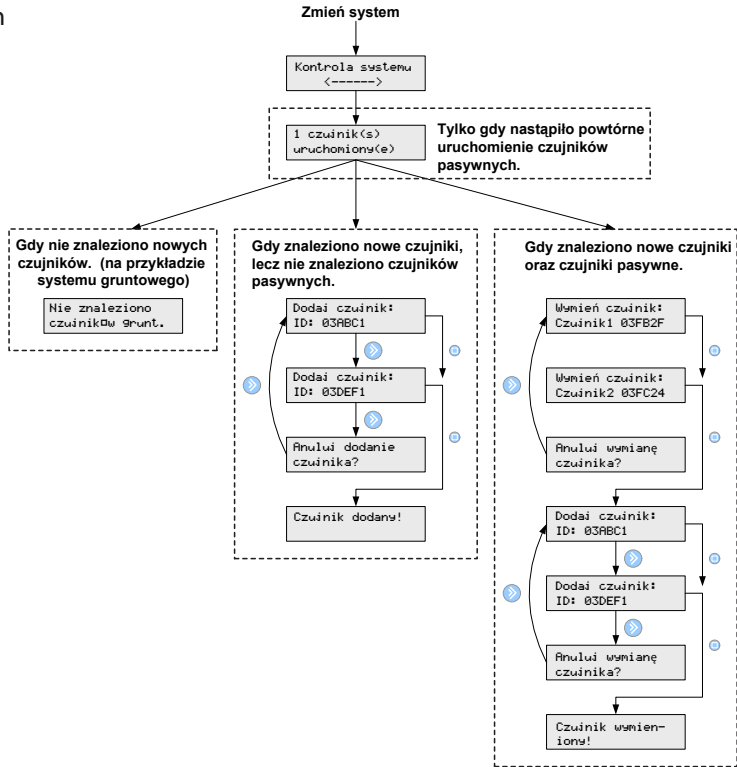 n
Zmień system
Kontrola systemu
<------>
1 czujnik(s)
uruchomiony(e)
Tylko gdy nastąpiło powtórne
uruchomienie czujników
pasywnych.
Gdy nie znaleziono nowych
czujników. (na przykładzie
systemu gruntowego)
Nie znaleziono
czujnik¤w grunt.
Gdy znaleziono nowe czujniki,
lecz nie znaleziono czujników
pasywnych.
Dodaj czujnik:
ID: 03ABC1
Dodaj czujnik:
ID: 03DEF1
Anuluj dodanie
czujnika?
Czujnik dodany!
Gdy znaleziono nowe czujniki
oraz czujniki pasywne.
Wymień czujnik:
Czujnik1 03FB2F
Wymień czujnik:
Czujnik2 03FC24
Anuluj wymianę
czujnika?
Dodaj czujnik:
ID: 03ABC1
Dodaj czujnik:
ID: 03DEF1
Anuluj wymianę
czujnika?
Czujnik wymien-
iony!